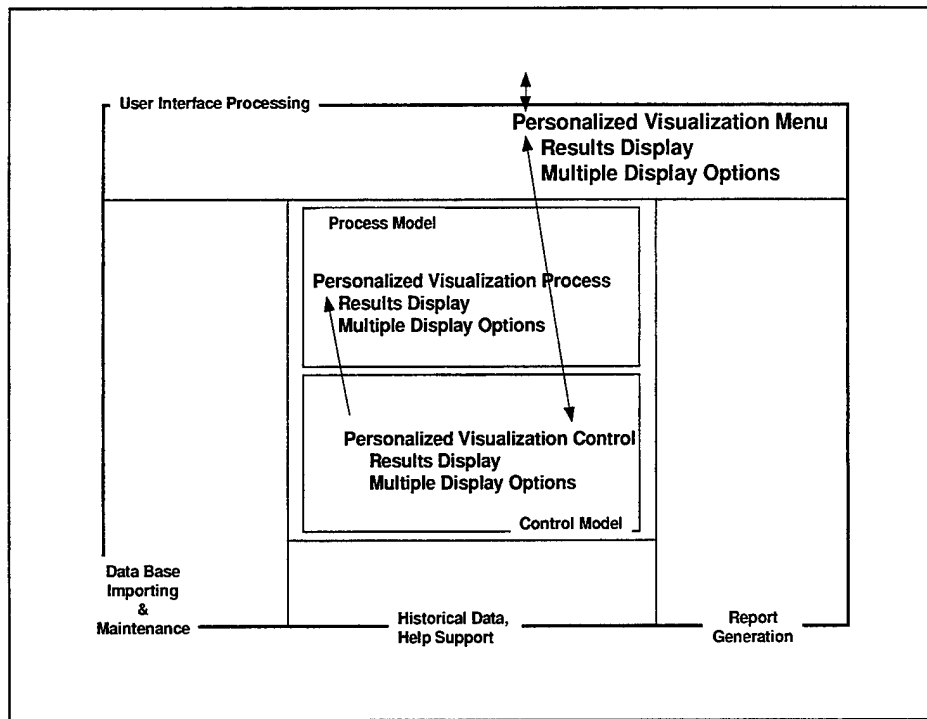 User Interface Processing
Personalized Visualization Menu
Results Display
Multiple Display Options
Process Model
Personalized Visualization Process
Results Display
Multiple Display Options
Personalized Visualization Control
Results Display
Multiple Display Options
Control Model
Data Base
Importing
&
Maintenance
Historical Data,
Help Support
Report
Generation